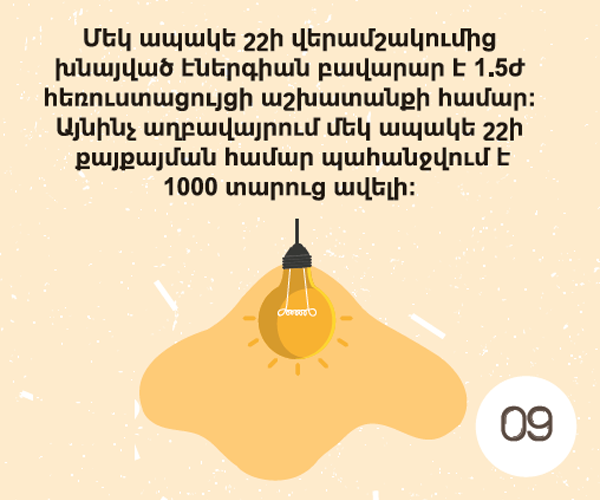 Մեկ ապակե շշի վերամշակումից
խնայված էներգիան բավարար է 1.5ժ
հեռուստացույցի աշխատանքի համար:
Այնինչ աղբավայրում մեկ ապակե շշի
քայքայման համար պահանջվում է
1000 տարուց ավելի:
09